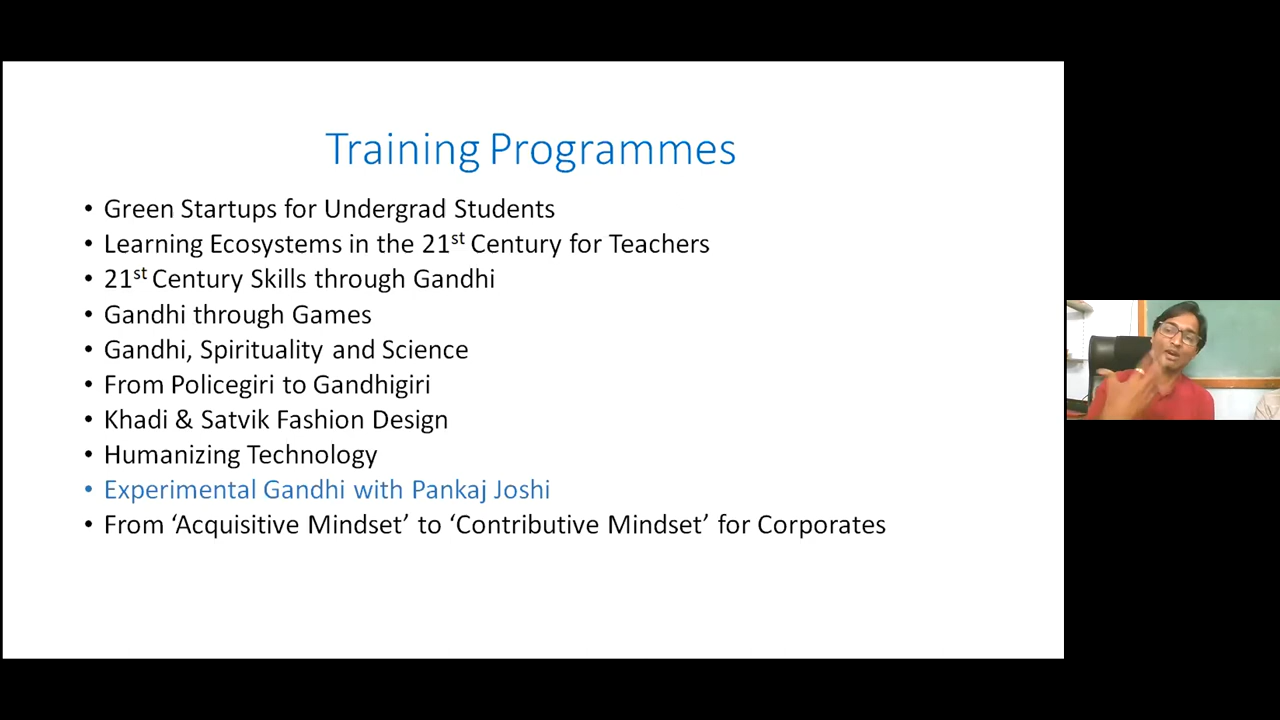 Training Programmes
• Green Startups for Undergrad Students
• Learning Ecosystems in the 21st Century for Teachers
• 21st Century Skills through Gandhi
• Gandhi through Games
• Gandhi, Spirituality and Science
• From Policegiri to Gandhigiri
• Khadi & Satvik Fashion Design
• Humanizing Technology
• Experimental Gandhi with Pankaj Joshi
• From ‘Acquisitive Mindset’ to ‘Contributive Mindset’ for Corporates